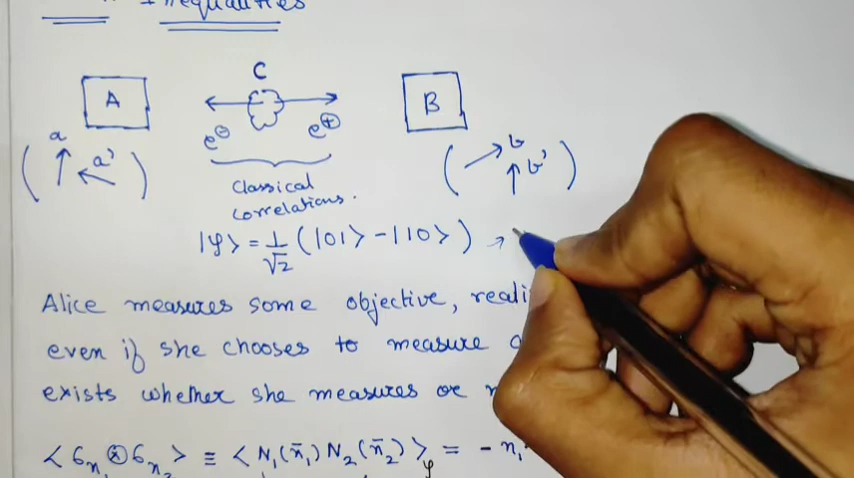 Inequalities
C
A
B
e⊖ e⊕
a
a'
b
b'
Classical
correlations.
|ψ> = 1/√2 (|01> - |10>) →
Alice measures some objective,
even if she chooses to measure
exists whether she measures or
< σn₁ ⊗ σn₂ > ≡ < N₁(n̄₁) N₂(n̄₂) >ψ = - n₁